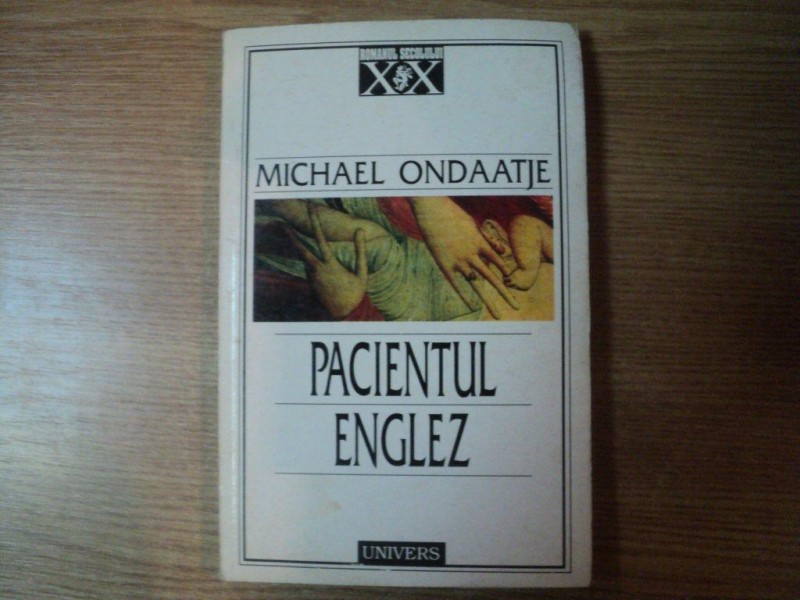 ROMANUL SECOLULUI
XX
MICHAEL ONDAATJE
PACIENTUL
ENGLEZ
UNIVERS